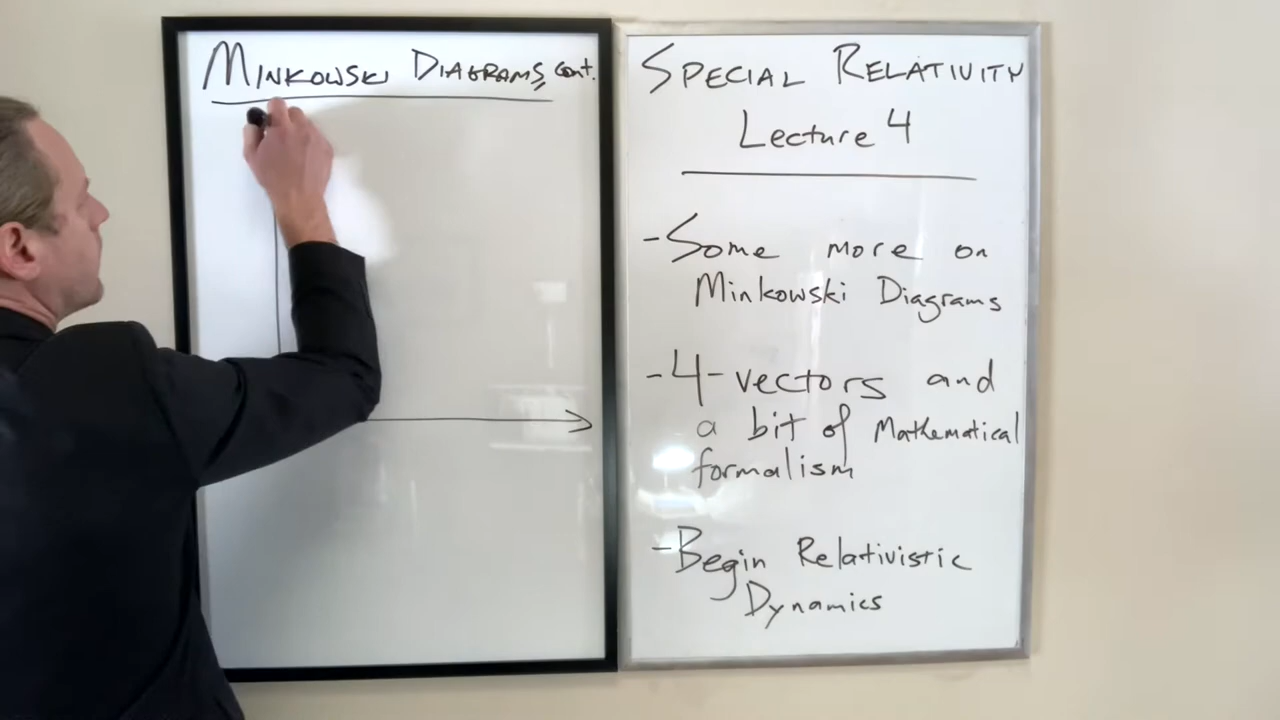 MINKOWSKI DIAGRAMS cont.
SPECIAL RELATIVITY
Lecture 4
-Some more on
Minkowski Diagrams
-4-vectors and
a bit of Mathematical
formalism
-Begin Relativistic
Dynamics